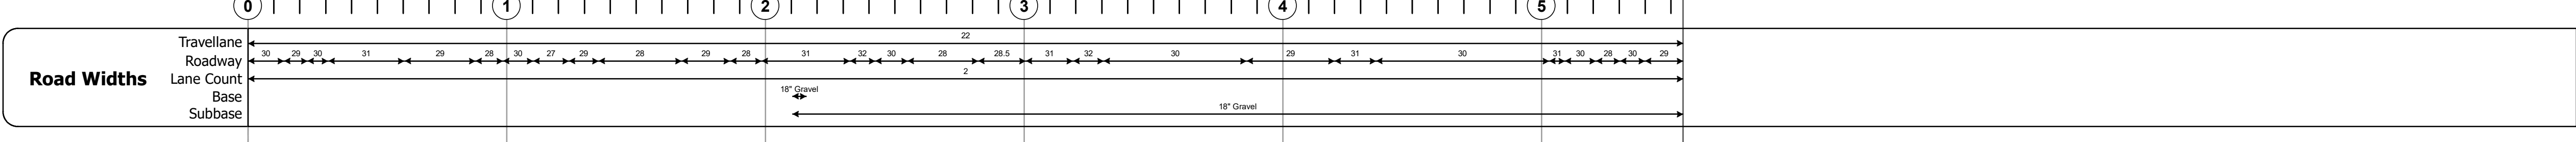 0 1 2 3 4 5
Road Widths
Travellane 22
Roadway 30 29 30 31 29 28 30 27 29 28 29 28 31 32 30 28 28.5 31 32 30 29 31 30 31 30 28 30 29
Lane Count 2
Base 18" Gravel
Subbase 18" Gravel